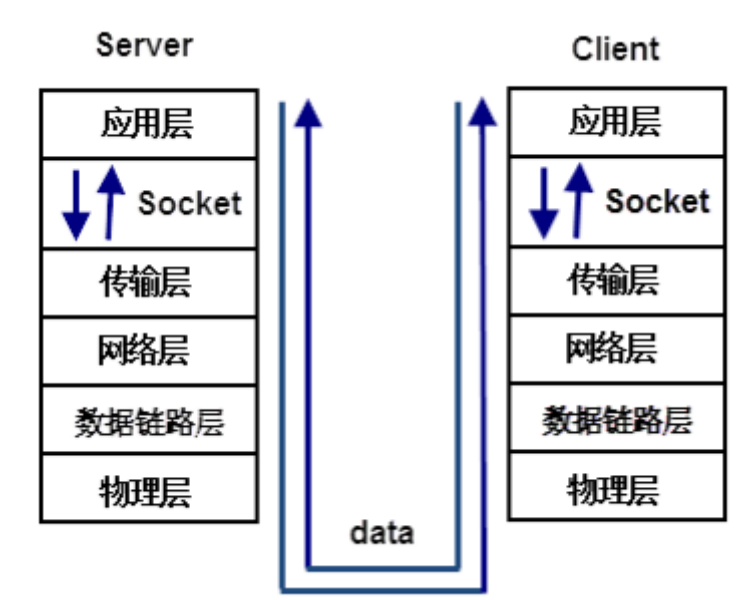 Server
应用层
Socket
传输层
网络层
数据链路层
物理层
data
Client
应用层
Socket
传输层
网络层
数据链路层
物理层